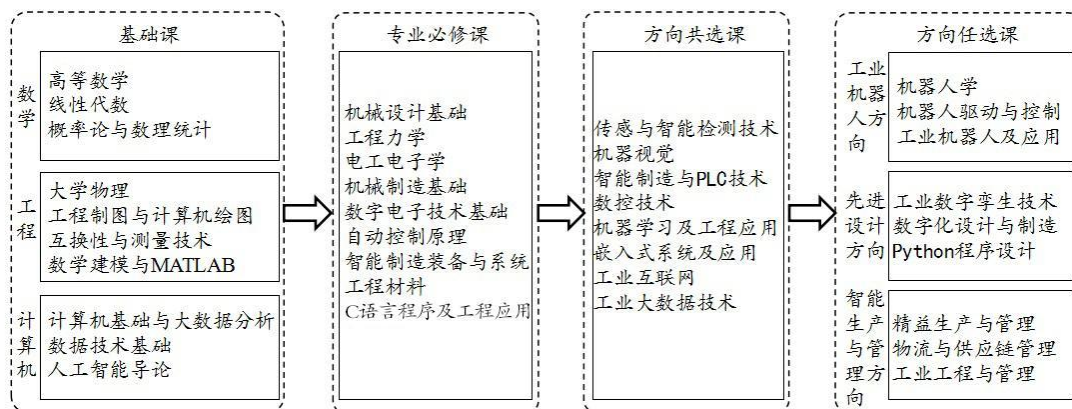 基础课
数学
高等数学
线性代数
概率论与数理统计
工程
大学物理
工程制图与计算机绘图
互换性与测量技术
数学建模与MATLAB
计算机
计算机基础与大数据分析
数据技术基础
人工智能导论
专业必修课
机械设计基础
工程力学
电工电子学
机械制造基础
数字电子技术基础
自动控制原理
智能制造装备与系统
工程材料
C语言程序及工程应用
方向共选课
传感与智能检测技术
机器视觉
智能制造与PLC技术
数控技术
机器学习及工程应用
嵌入式系统及应用
工业互联网
工业大数据技术
方向任选课
工业
机器
人方
向
机器人学
机器人驱动与控制
工业机器人及应用
先进
设计
方向
工业数字孪生技术
数字化设计与制造
Python程序设计
智能
生产
与管
理方向
精益生产与管理
物流与供应链管理
工业工程与管理